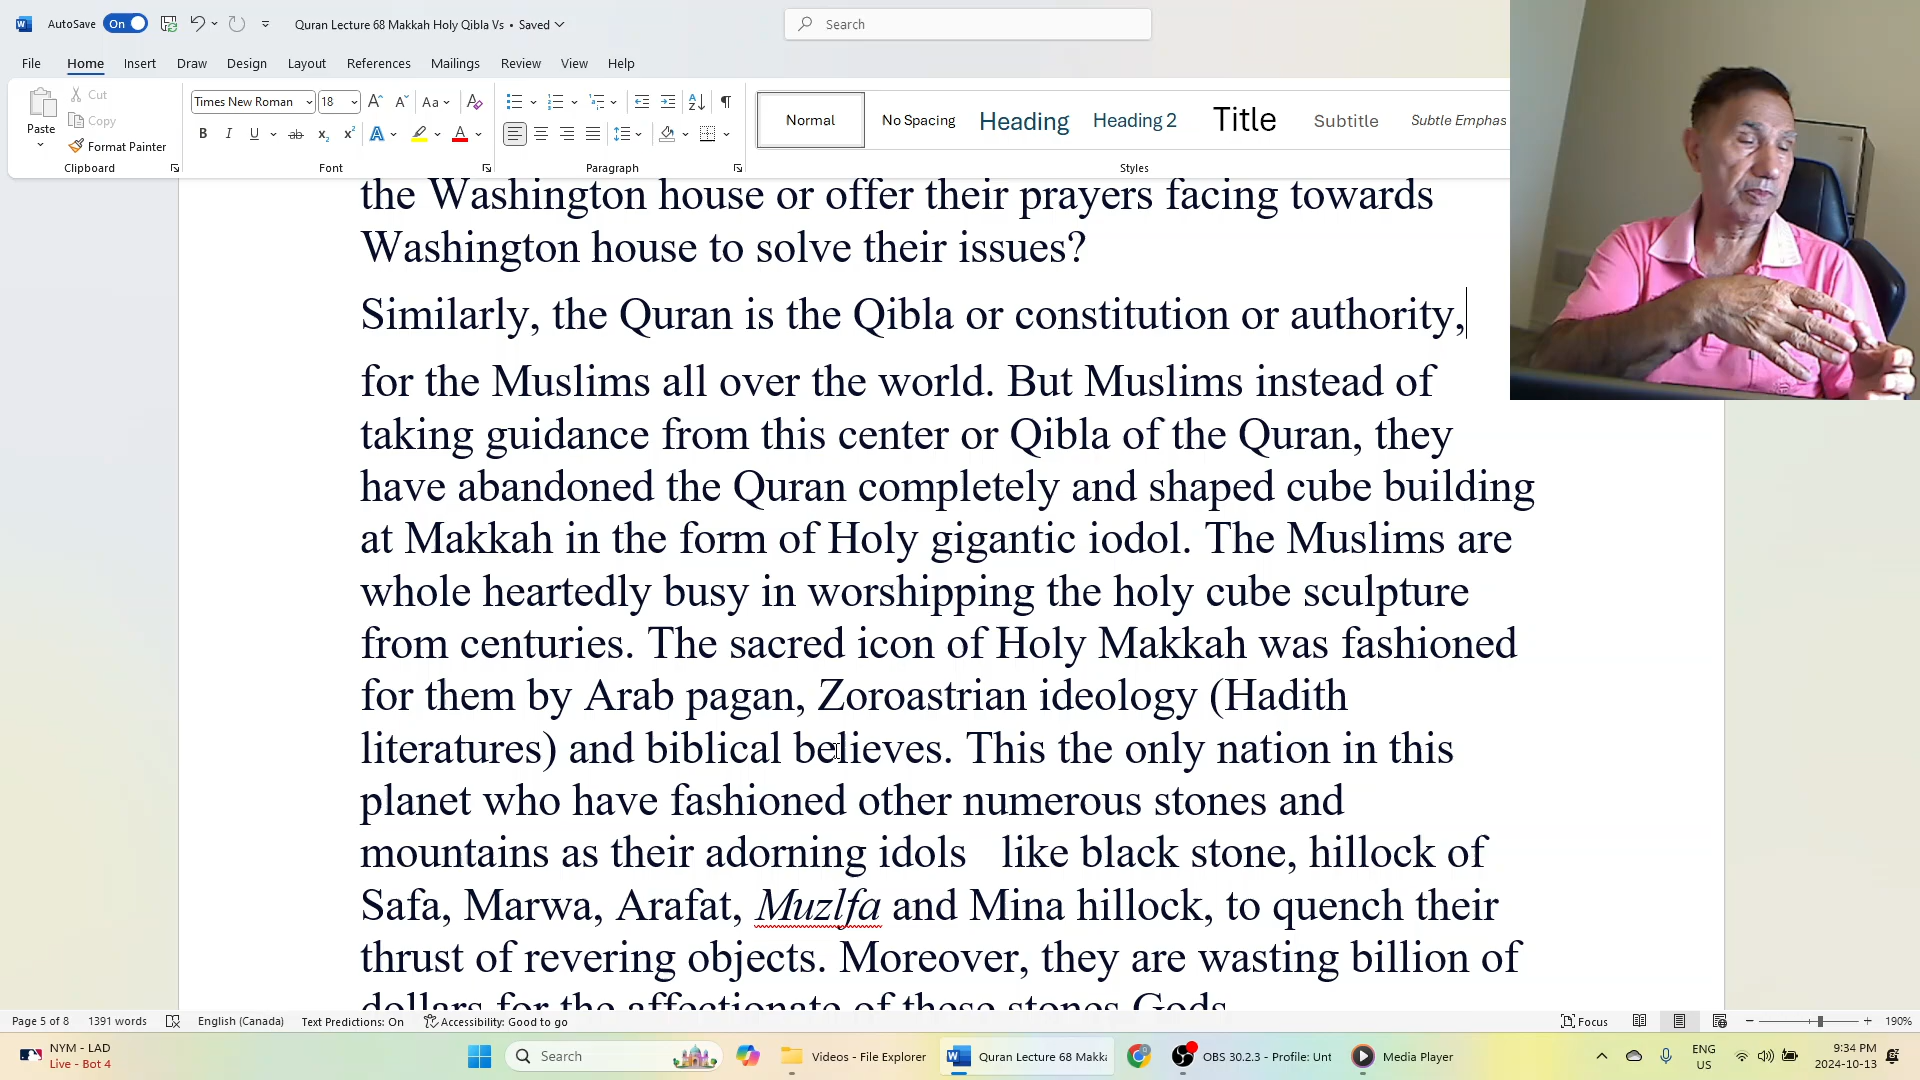 AutoSave On Quran Lecture 68 Makkah Holy Qibla Vs • Saved Search
File Home Insert Draw Design Layout References Mailings Review View Help
Paste Cut Copy Format Painter Times New Roman 18 Normal No Spacing Heading Heading 2 Title Subtitle Subtle Emphas
Clipboard Font Paragraph Styles
the Washington house or offer their prayers facing towards
Washington house to solve their issues?
Similarly, the Quran is the Qibla or constitution or authority,
for the Muslims all over the world. But Muslims instead of
taking guidance from this center or Qibla of the Quran, they
have abandoned the Quran completely and shaped cube building
at Makkah in the form of Holy gigantic iodol. The Muslims are
whole heartedly busy in worshipping the holy cube sculpture
from centuries. The sacred icon of Holy Makkah was fashioned
for them by Arab pagan, Zoroastrian ideology (Hadith
literatures) and biblical believes. This the only nation in this
planet who have fashioned other numerous stones and
mountains as their adorning idols like black stone, hillock of
Safa, Marwa, Arafat, Muzlfa and Mina hillock, to quench their
thrust of revering objects. Moreover, they are wasting billion of
dollars for the affectionate of these stones Gods
Page 5 of 8 1391 words English (Canada) Text Predictions: On Accessibility: Good to go Focus 190%
NYM - LAD
Live - Bot 4
Search Videos - File Explorer Quran Lecture 68 Makka OBS 30.2.3 - Profile: Unt Media Player
ENG
US
9:34 PM
2024-10-13